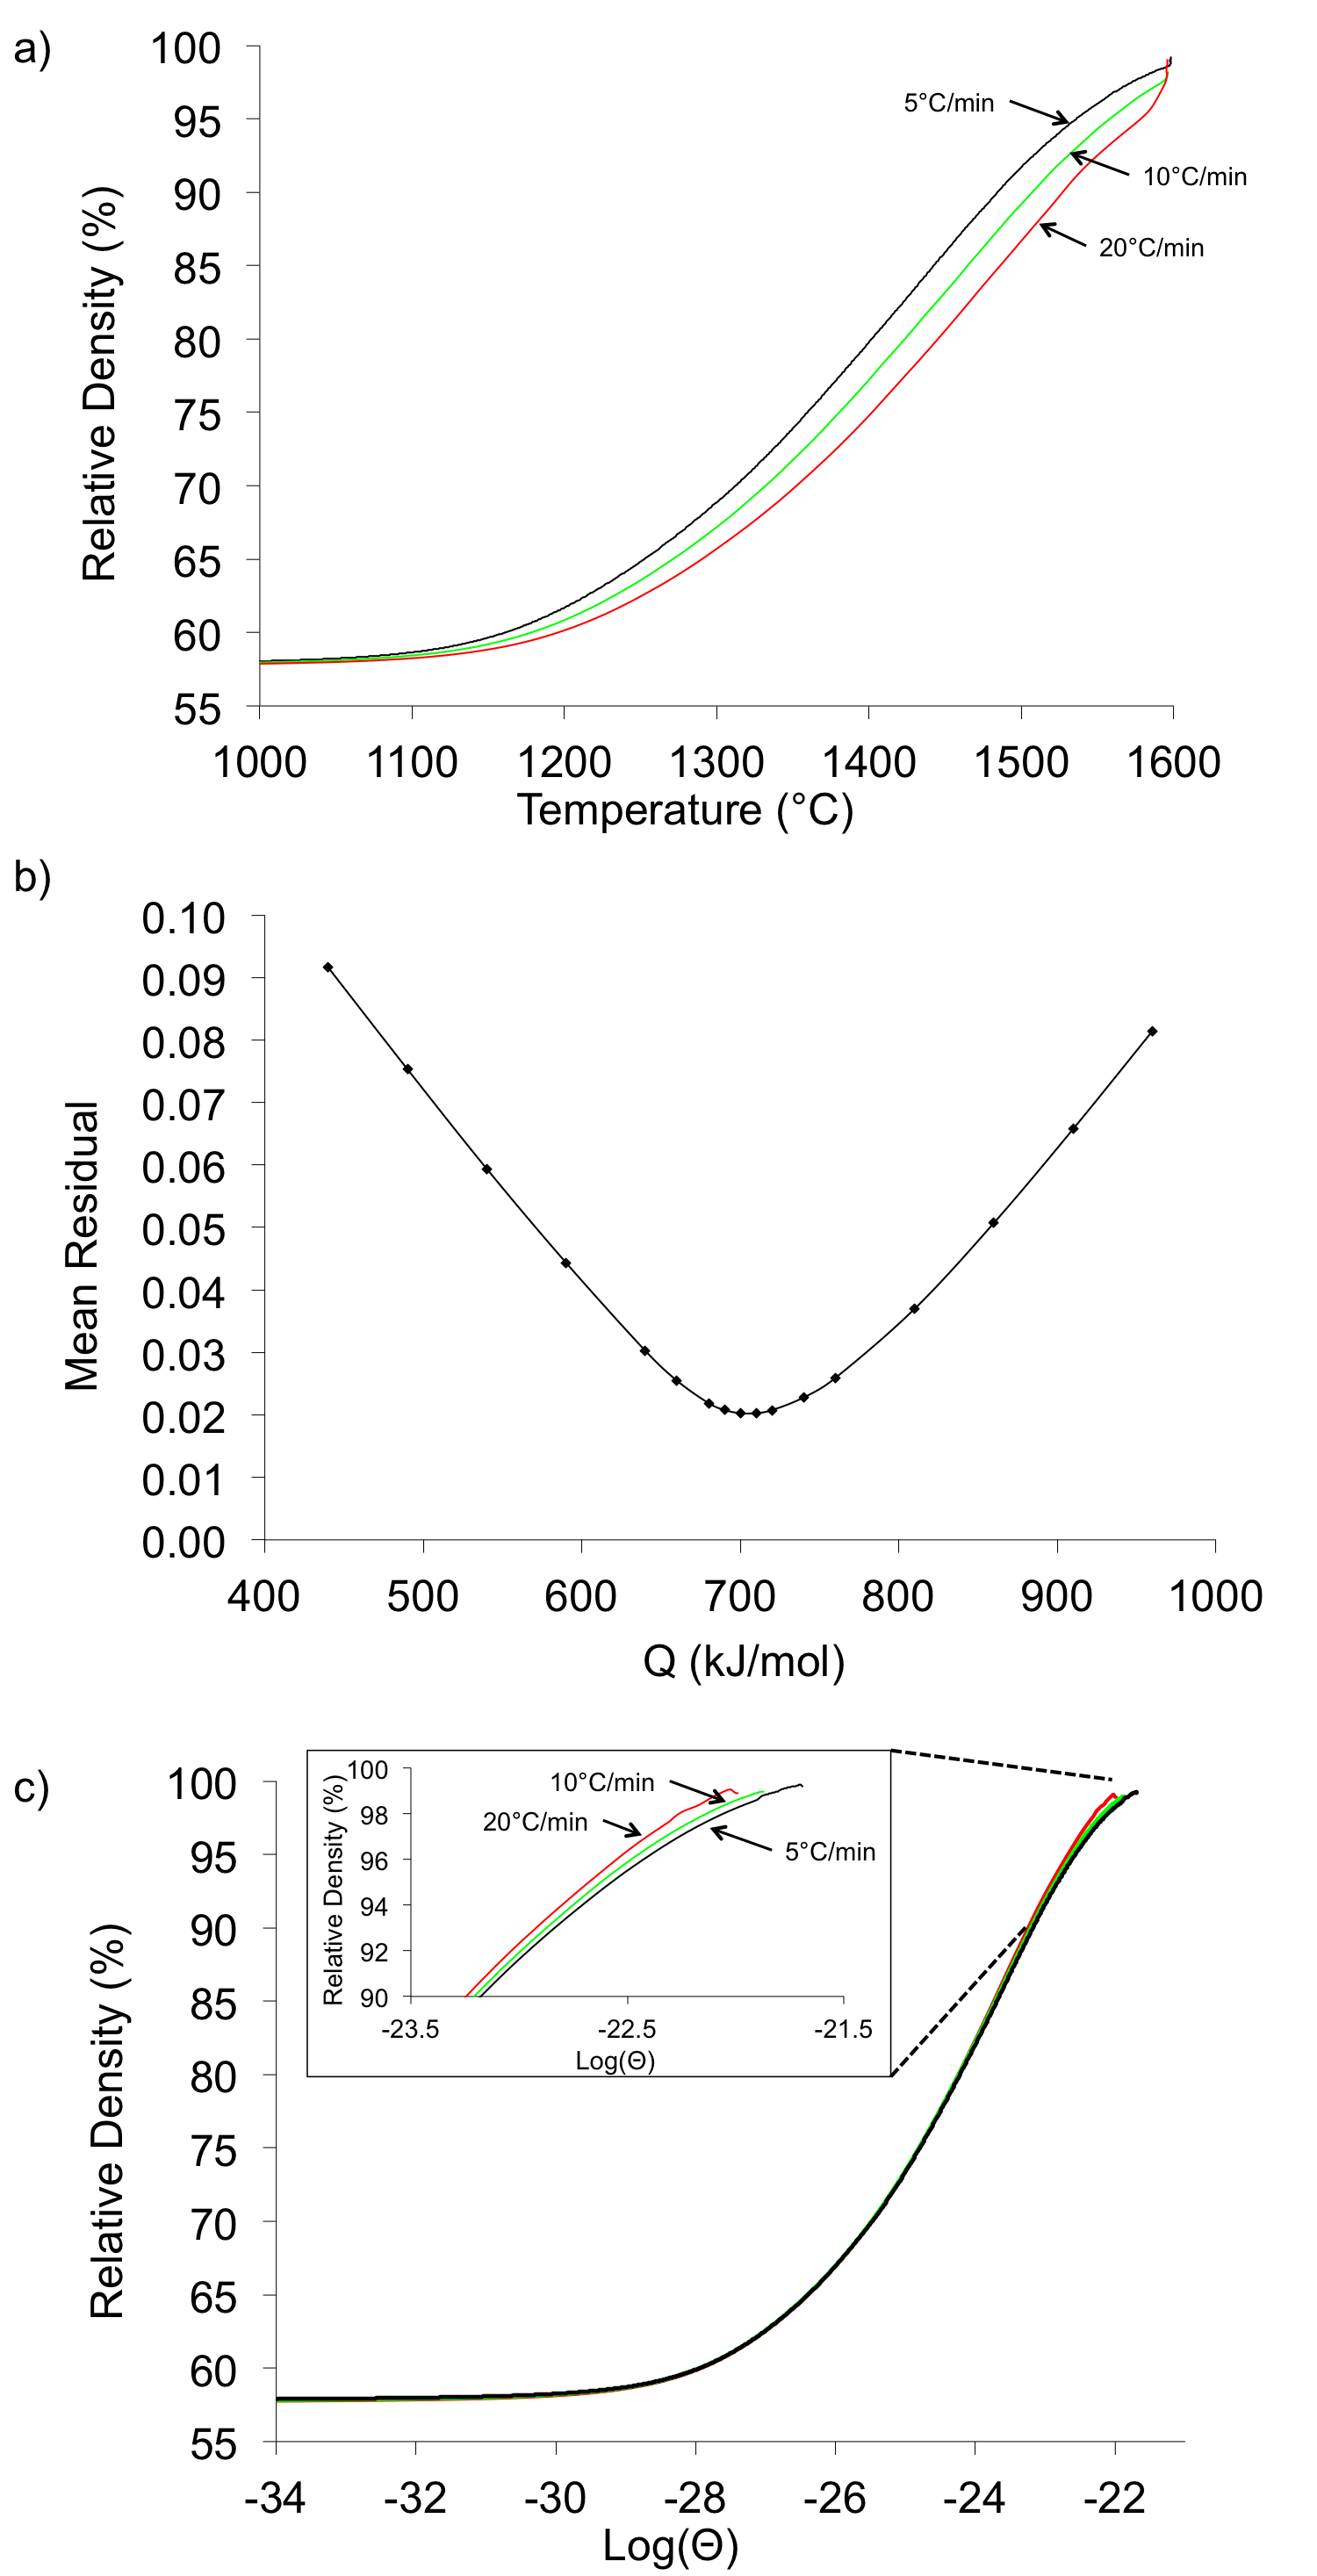 a)
100
95
90
85
80
75
70
65
60
55
Relative Density (%)
5°C/min
10°C/min
20°C/min
1000 1100 1200 1300 1400 1500 1600
Temperature (°C)
b)
0.10
0.09
0.08
0.07
0.06
0.05
0.04
0.03
0.02
0.01
0.00
Mean Residual
400 500 600 700 800 900 1000
Q (kJ/mol)
c)
100
95
90
85
80
75
70
65
60
55
Relative Density (%)
100
98
96
94
92
90
Relative Density (%)
10°C/min
20°C/min
5°C/min
-23.5 -22.5 -21.5
Log(Θ)
-34 -32 -30 -28 -26 -24 -22
Log(Θ)